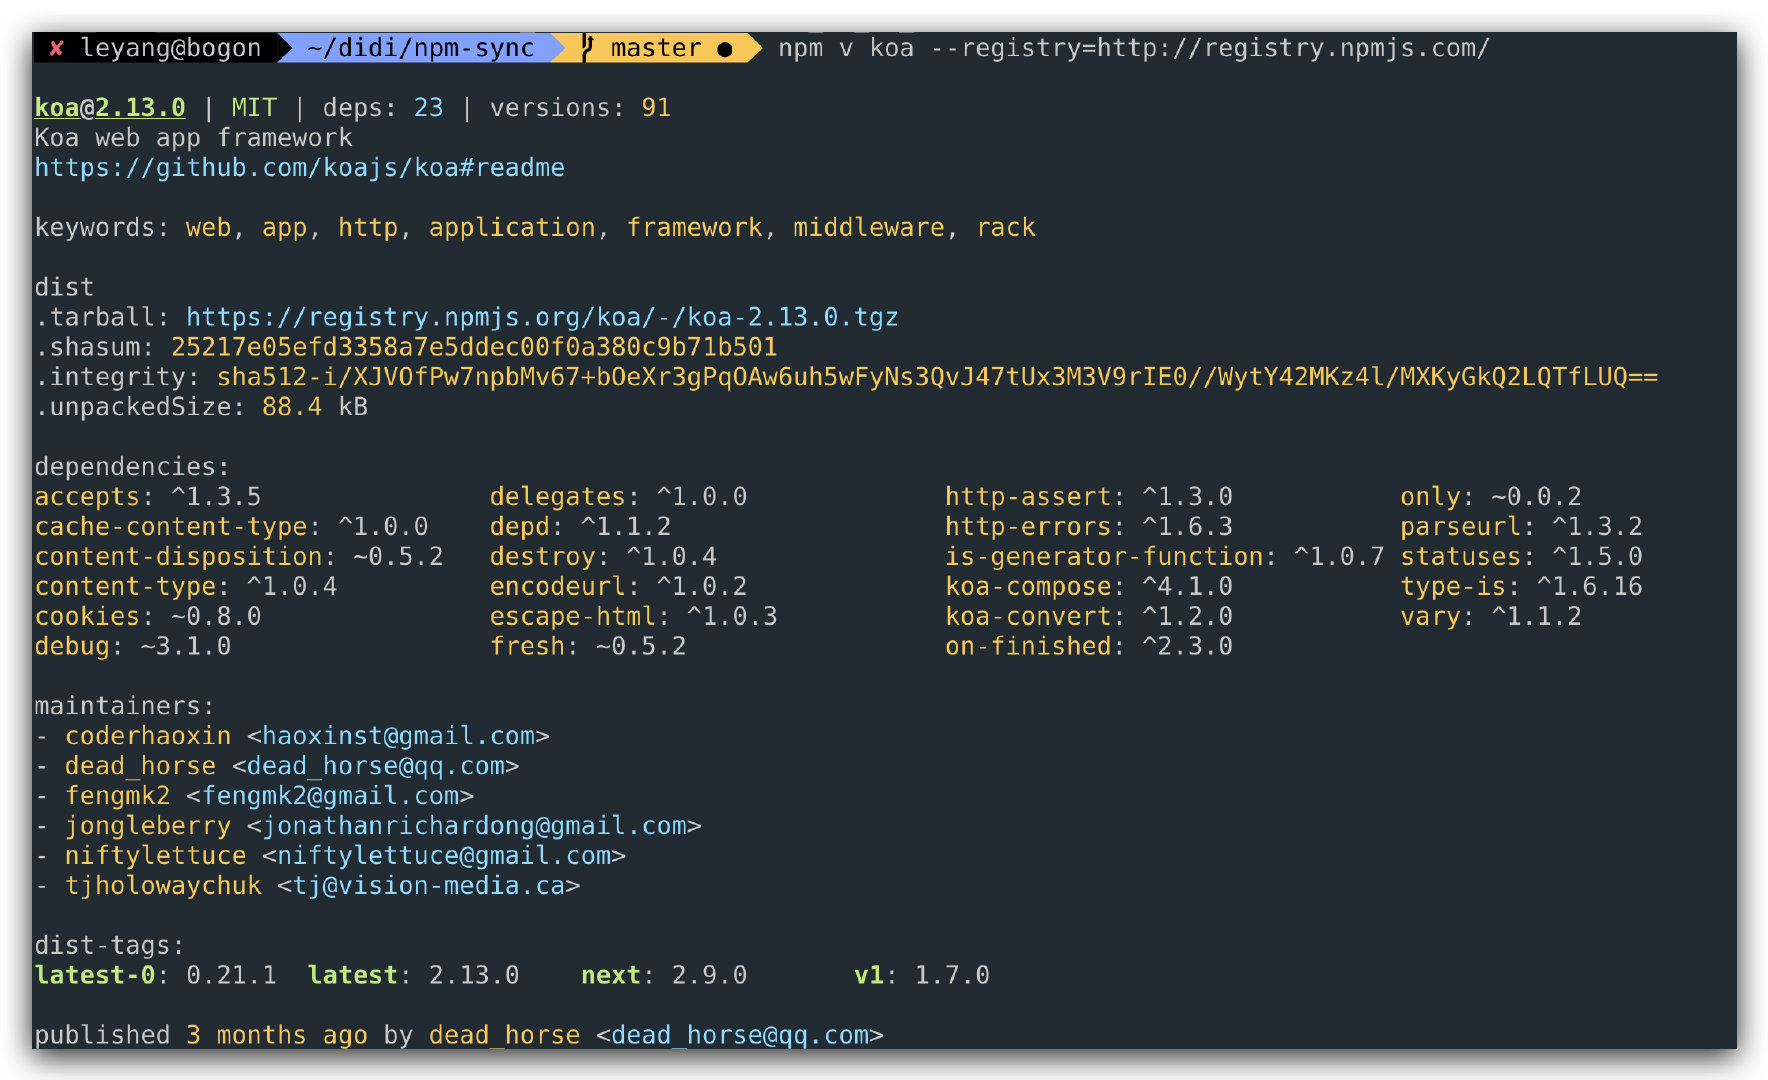 ✘ leyang@bogon ~/didi/npm-sync master ● npm v koa --registry=http://registry.npmjs.com/
koa@2.13.0 | MIT | deps: 23 | versions: 91
Koa web app framework
https://github.com/koajs/koa#readme
keywords: web, app, http, application, framework, middleware, rack
dist
.tarball: https://registry.npmjs.org/koa/-/koa-2.13.0.tgz
.shasum: 25217e05efd3358a7e5ddec00f0a380c9b71b501
.integrity: sha512-i/XJVOfPw7npbMv67+bOeXr3gPqOAw6uh5wFyNs3QvJ47tUx3M3V9rIE0//WytY42MKz4l/MXKyGkQ2LQTfLUQ==
.unpackedSize: 88.4 kB
dependencies:
accepts: ^1.3.5 delegates: ^1.0.0 http-assert: ^1.3.0 only: ~0.0.2
cache-content-type: ^1.0.0 depd: ^1.1.2 http-errors: ^1.6.3 parseurl: ^1.3.2
content-disposition: ~0.5.2 destroy: ^1.0.4 is-generator-function: ^1.0.7 statuses: ^1.5.0
content-type: ^1.0.4 encodeurl: ^1.0.2 koa-compose: ^4.1.0 type-is: ^1.6.16
cookies: ~0.8.0 escape-html: ^1.0.3 koa-convert: ^1.2.0 vary: ^1.1.2
debug: ~3.1.0 fresh: ~0.5.2 on-finished: ^2.3.0
maintainers:
- coderhaoxin <haoxinst@gmail.com>
- dead_horse <dead_horse@qq.com>
- fengmk2 <fengmk2@gmail.com>
- jongleberry <jonathanrichardong@gmail.com>
- niftylettuce <niftylettuce@gmail.com>
- tjholowaychuk <tj@vision-media.ca>
dist-tags:
latest-0: 0.21.1 latest: 2.13.0 next: 2.9.0 v1: 1.7.0
published 3 months ago by dead_horse <dead_horse@qq.com>